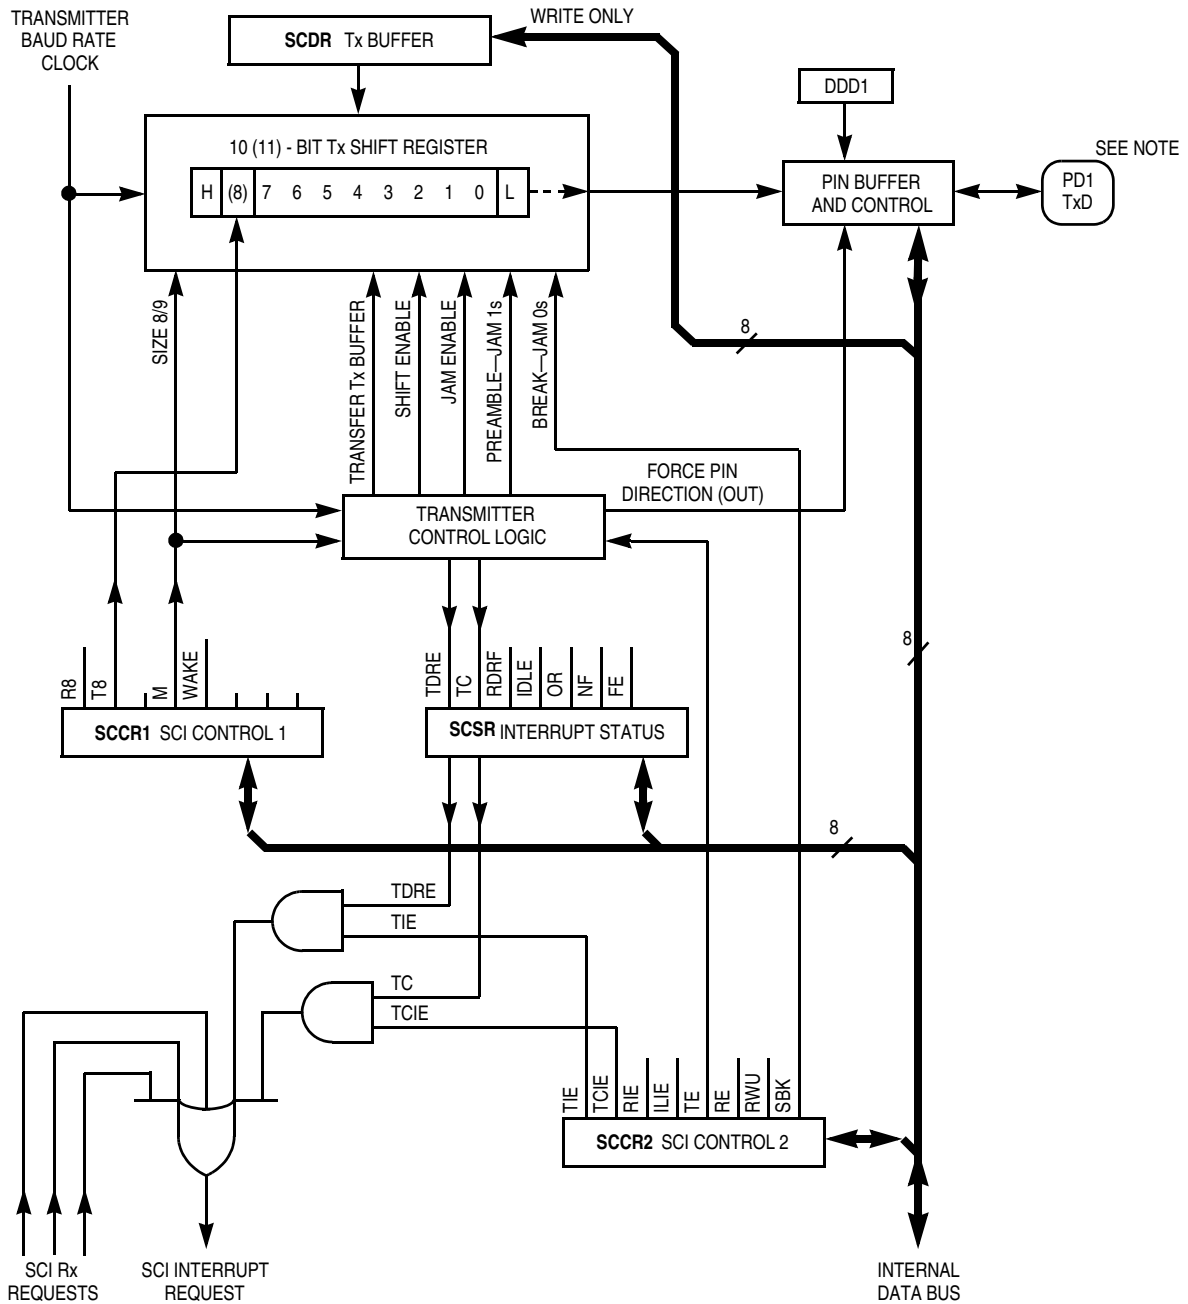 TRANSMITTER
BAUD RATE
CLOCK
SCDR Tx BUFFER
WRITE ONLY
DDD1
10 (11) - BIT Tx SHIFT REGISTER
H (8) 7 6 5 4 3 2 1 0 L
PIN BUFFER
AND CONTROL
SEE NOTE
PD1
TxD
SIZE 8/9
TRANSFER Tx BUFFER
SHIFT ENABLE
JAM ENABLE
PREAMBLE—JAM 1s
BREAK—JAM 0s
8
FORCE PIN
DIRECTION (OUT)
TRANSMITTER
CONTROL LOGIC
8
R8
T8
M
WAKE
TDRE
TC
RDRF
IDLE
OR
NF
FE
SCCR1 SCI CONTROL 1
SCSR INTERRUPT STATUS
8
TDRE
TIE
TC
TCIE
TIE
TCIE
RIE
ILIE
TE
RE
RWU
SBK
SCCR2 SCI CONTROL 2
SCI Rx
REQUESTS
SCI INTERRUPT
REQUEST
INTERNAL
DATA BUS